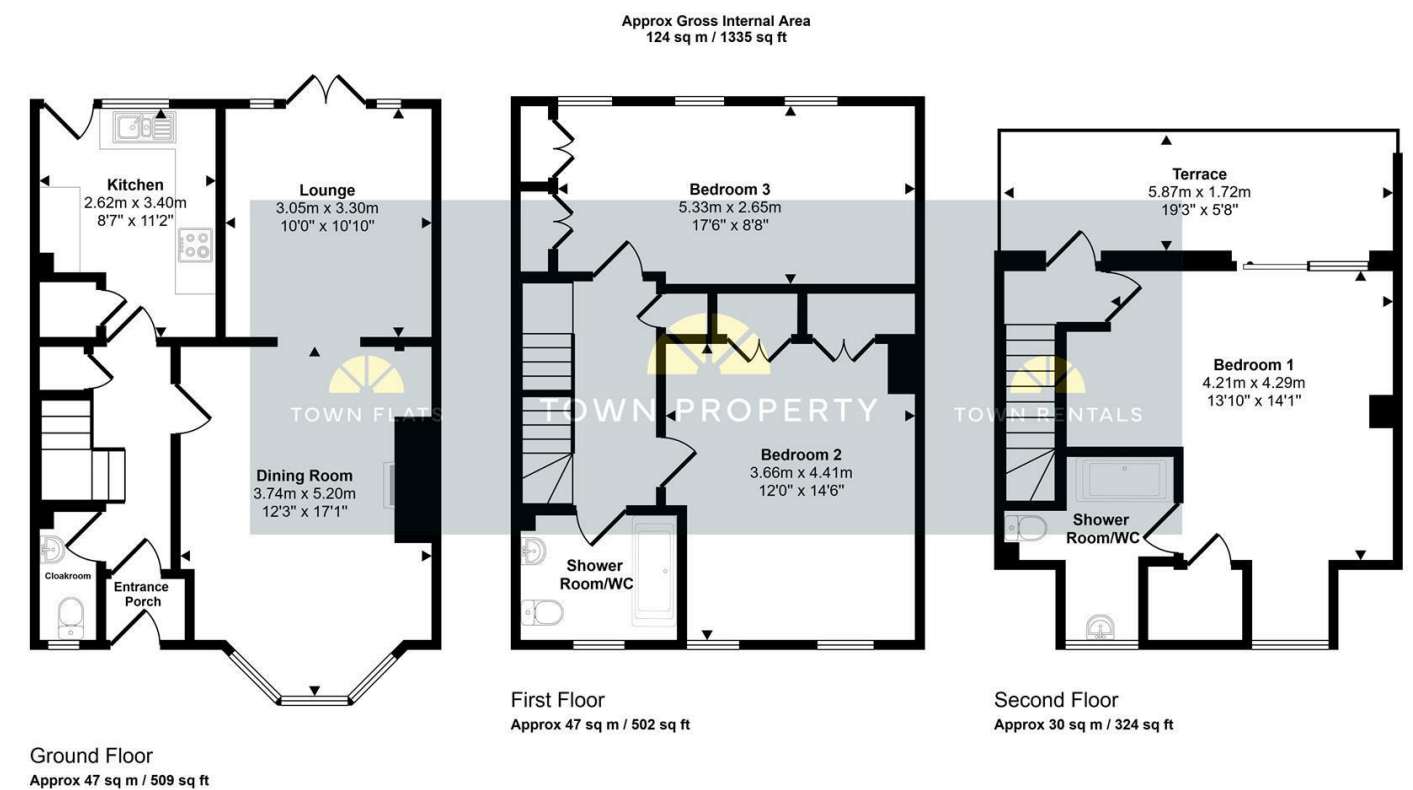 Approx Gross Internal Area
124 sq m / 1335 sq ft
Kitchen
2.62m x 3.40m
8'7" x 11'2"
Lounge
3.05m x 3.30m
10'0" x 10'10"
Dining Room
3.74m x 5.20m
12'3" x 17'1"
Cloakroom
Entrance
Porch
Ground Floor
Approx 47 sq m / 509 sq ft
Bedroom 3
5.33m x 2.65m
17'6" x 8'8"
Bedroom 2
3.66m x 4.41m
12'0" x 14'6"
Shower
Room/WC
First Floor
Approx 47 sq m / 502 sq ft
Terrace
5.87m x 1.72m
19'3" x 5'8"
Bedroom 1
4.21m x 4.29m
13'10" x 14'1"
Shower
Room/WC
Second Floor
Approx 30 sq m / 324 sq ft
TOWN FLATS
TOWN PROPERTY
TOWN RENTALS